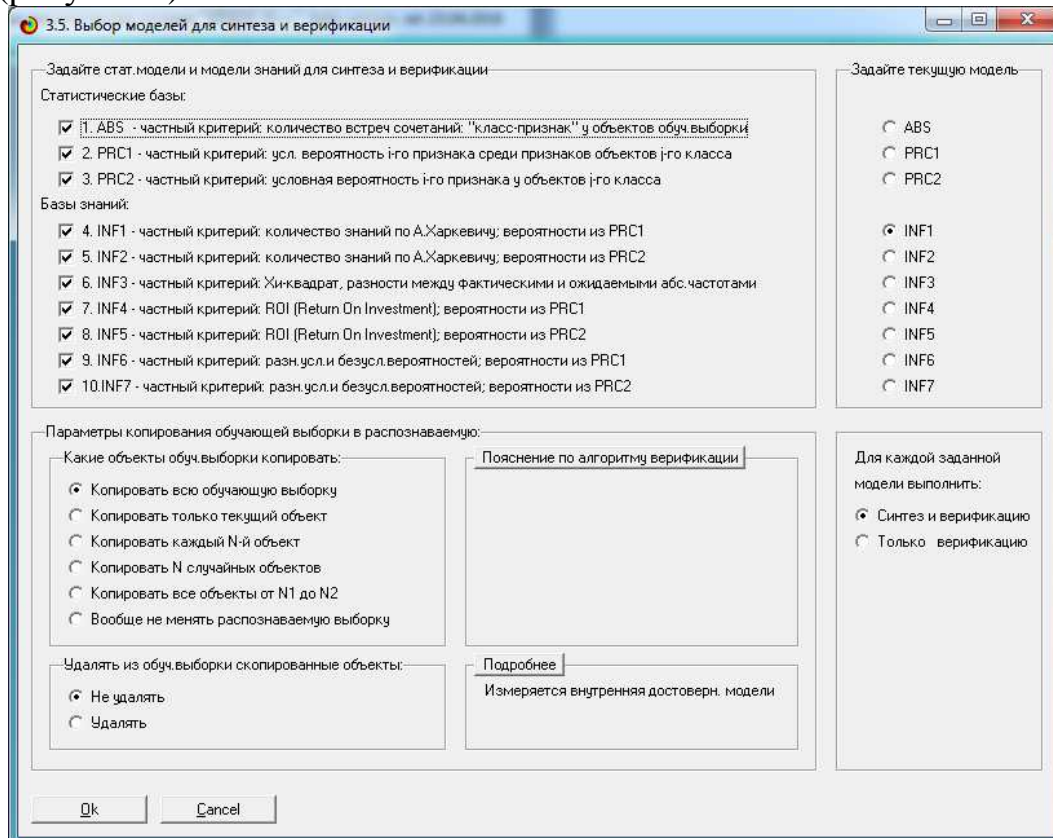 3.5. Выбор моделей для синтеза и верификации
Задайте стат.модели и модели знаний для синтеза и верификации
Статистические базы:
1. ABS - частный критерий: количество встреч сочетаний: "класс-признак" у объектов обуч.выборки
2. PRC1 - частный критерий: усл. вероятность i-го признака среди признаков объектов j-го класса
3. PRC2 - частный критерий: условная вероятность i-го признака у объектов j-го класса
Базы знаний:
4. INF1 - частный критерий: количество знаний по А.Харкевичу; вероятности из PRC1
5. INF2 - частный критерий: количество знаний по А.Харкевичу; вероятности из PRC2
6. INF3 - частный критерий: Хи-квадрат, разности между фактическими и ожидаемыми абс.частотами
7. INF4 - частный критерий: ROI (Return On Investment); вероятности из PRC1
8. INF5 - частный критерий: ROI (Return On Investment); вероятности из PRC2
9. INF6 - частный критерий: разн.усл.и безусл.вероятностей; вероятности из PRC1
10.INF7 - частный критерий: разн.усл.и безусл.вероятностей; вероятности из PRC2
Задайте текущую модель
ABS
PRC1
PRC2
INF1
INF2
INF3
INF4
INF5
INF6
INF7
Параметры копирования обучающей выборки в распознаваемую:
Какие объекты обуч.выборки копировать:
Копировать всю обучающую выборку
Копировать только текущий объект
Копировать каждый N-й объект
Копировать N случайных объектов
Копировать все объекты от N1 до N2
Вообще не менять распознаваемую выборку
Пояснение по алгоритму верификации
Удалять из обуч.выборки скопированные объекты:
Не удалять
Удалять
Подробнее
Измеряется внутренняя достоверн. модели
Для каждой заданной
модели выполнить:
Синтез и верификацию
Только верификацию
Ok
Cancel